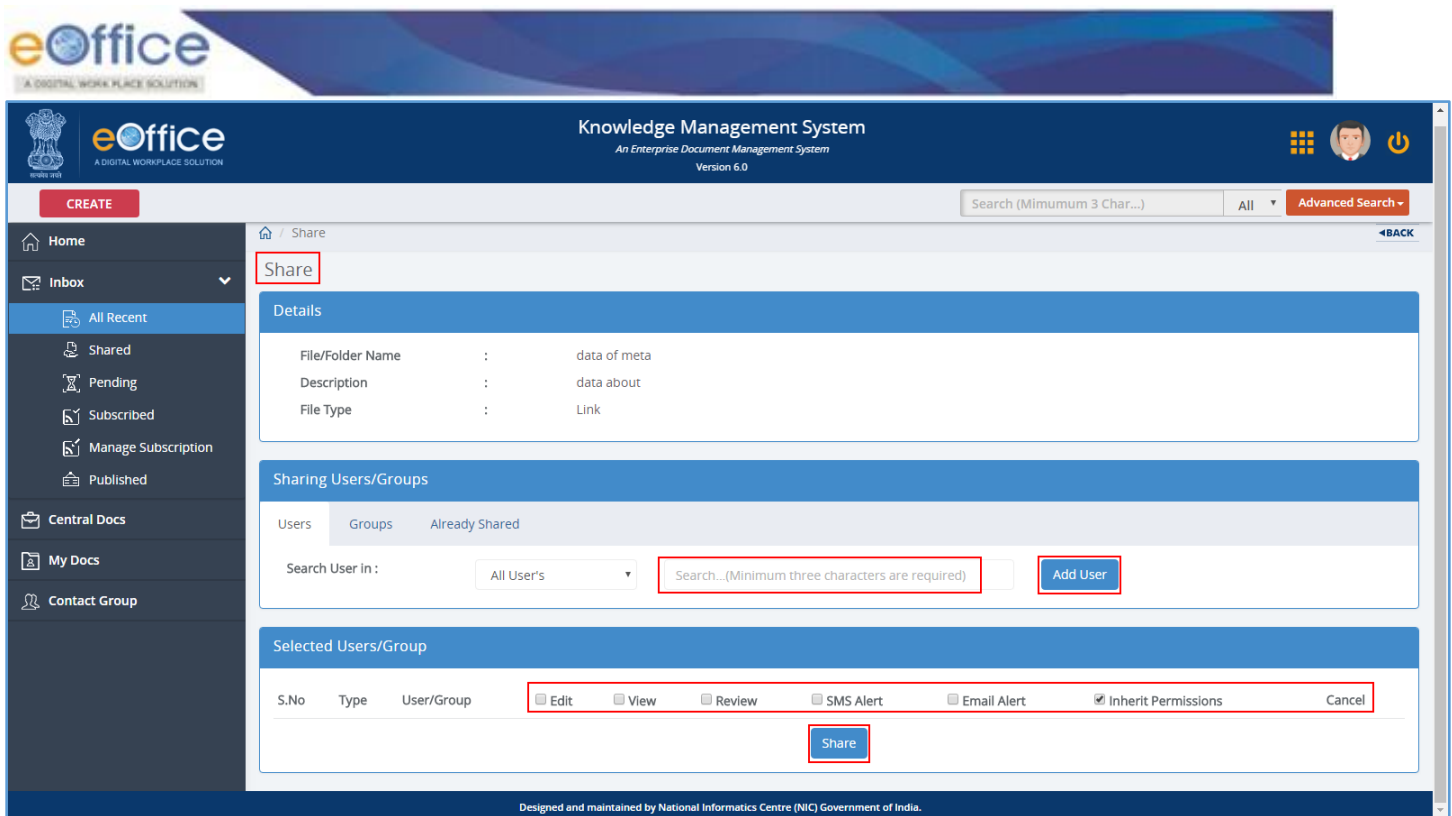 eOffice
A DIGITAL WORK PLACE SOLUTION
सत्यमेव जयते
eOffice
A DIGITAL WORKPLACE SOLUTION
Knowledge Management System
An Enterprise Document Management System
Version 6.0
CREATE
Search (Mimumum 3 Char...) All Advanced Search
Home
Inbox
All Recent
Shared
Pending
Subscribed
Manage Subscription
Published
Central Docs
My Docs
Contact Group
/ Share
BACK
Share
Details
File/Folder Name : data of meta
Description : data about
File Type : Link
Sharing Users/Groups
Users Groups Already Shared
Search User in : All User's Search...(Minimum three characters are required) Add User
Selected Users/Group
S.No Type User/Group Edit View Review SMS Alert Email Alert Inherit Permissions Cancel
Share
Designed and maintained by National Informatics Centre (NIC) Government of India.